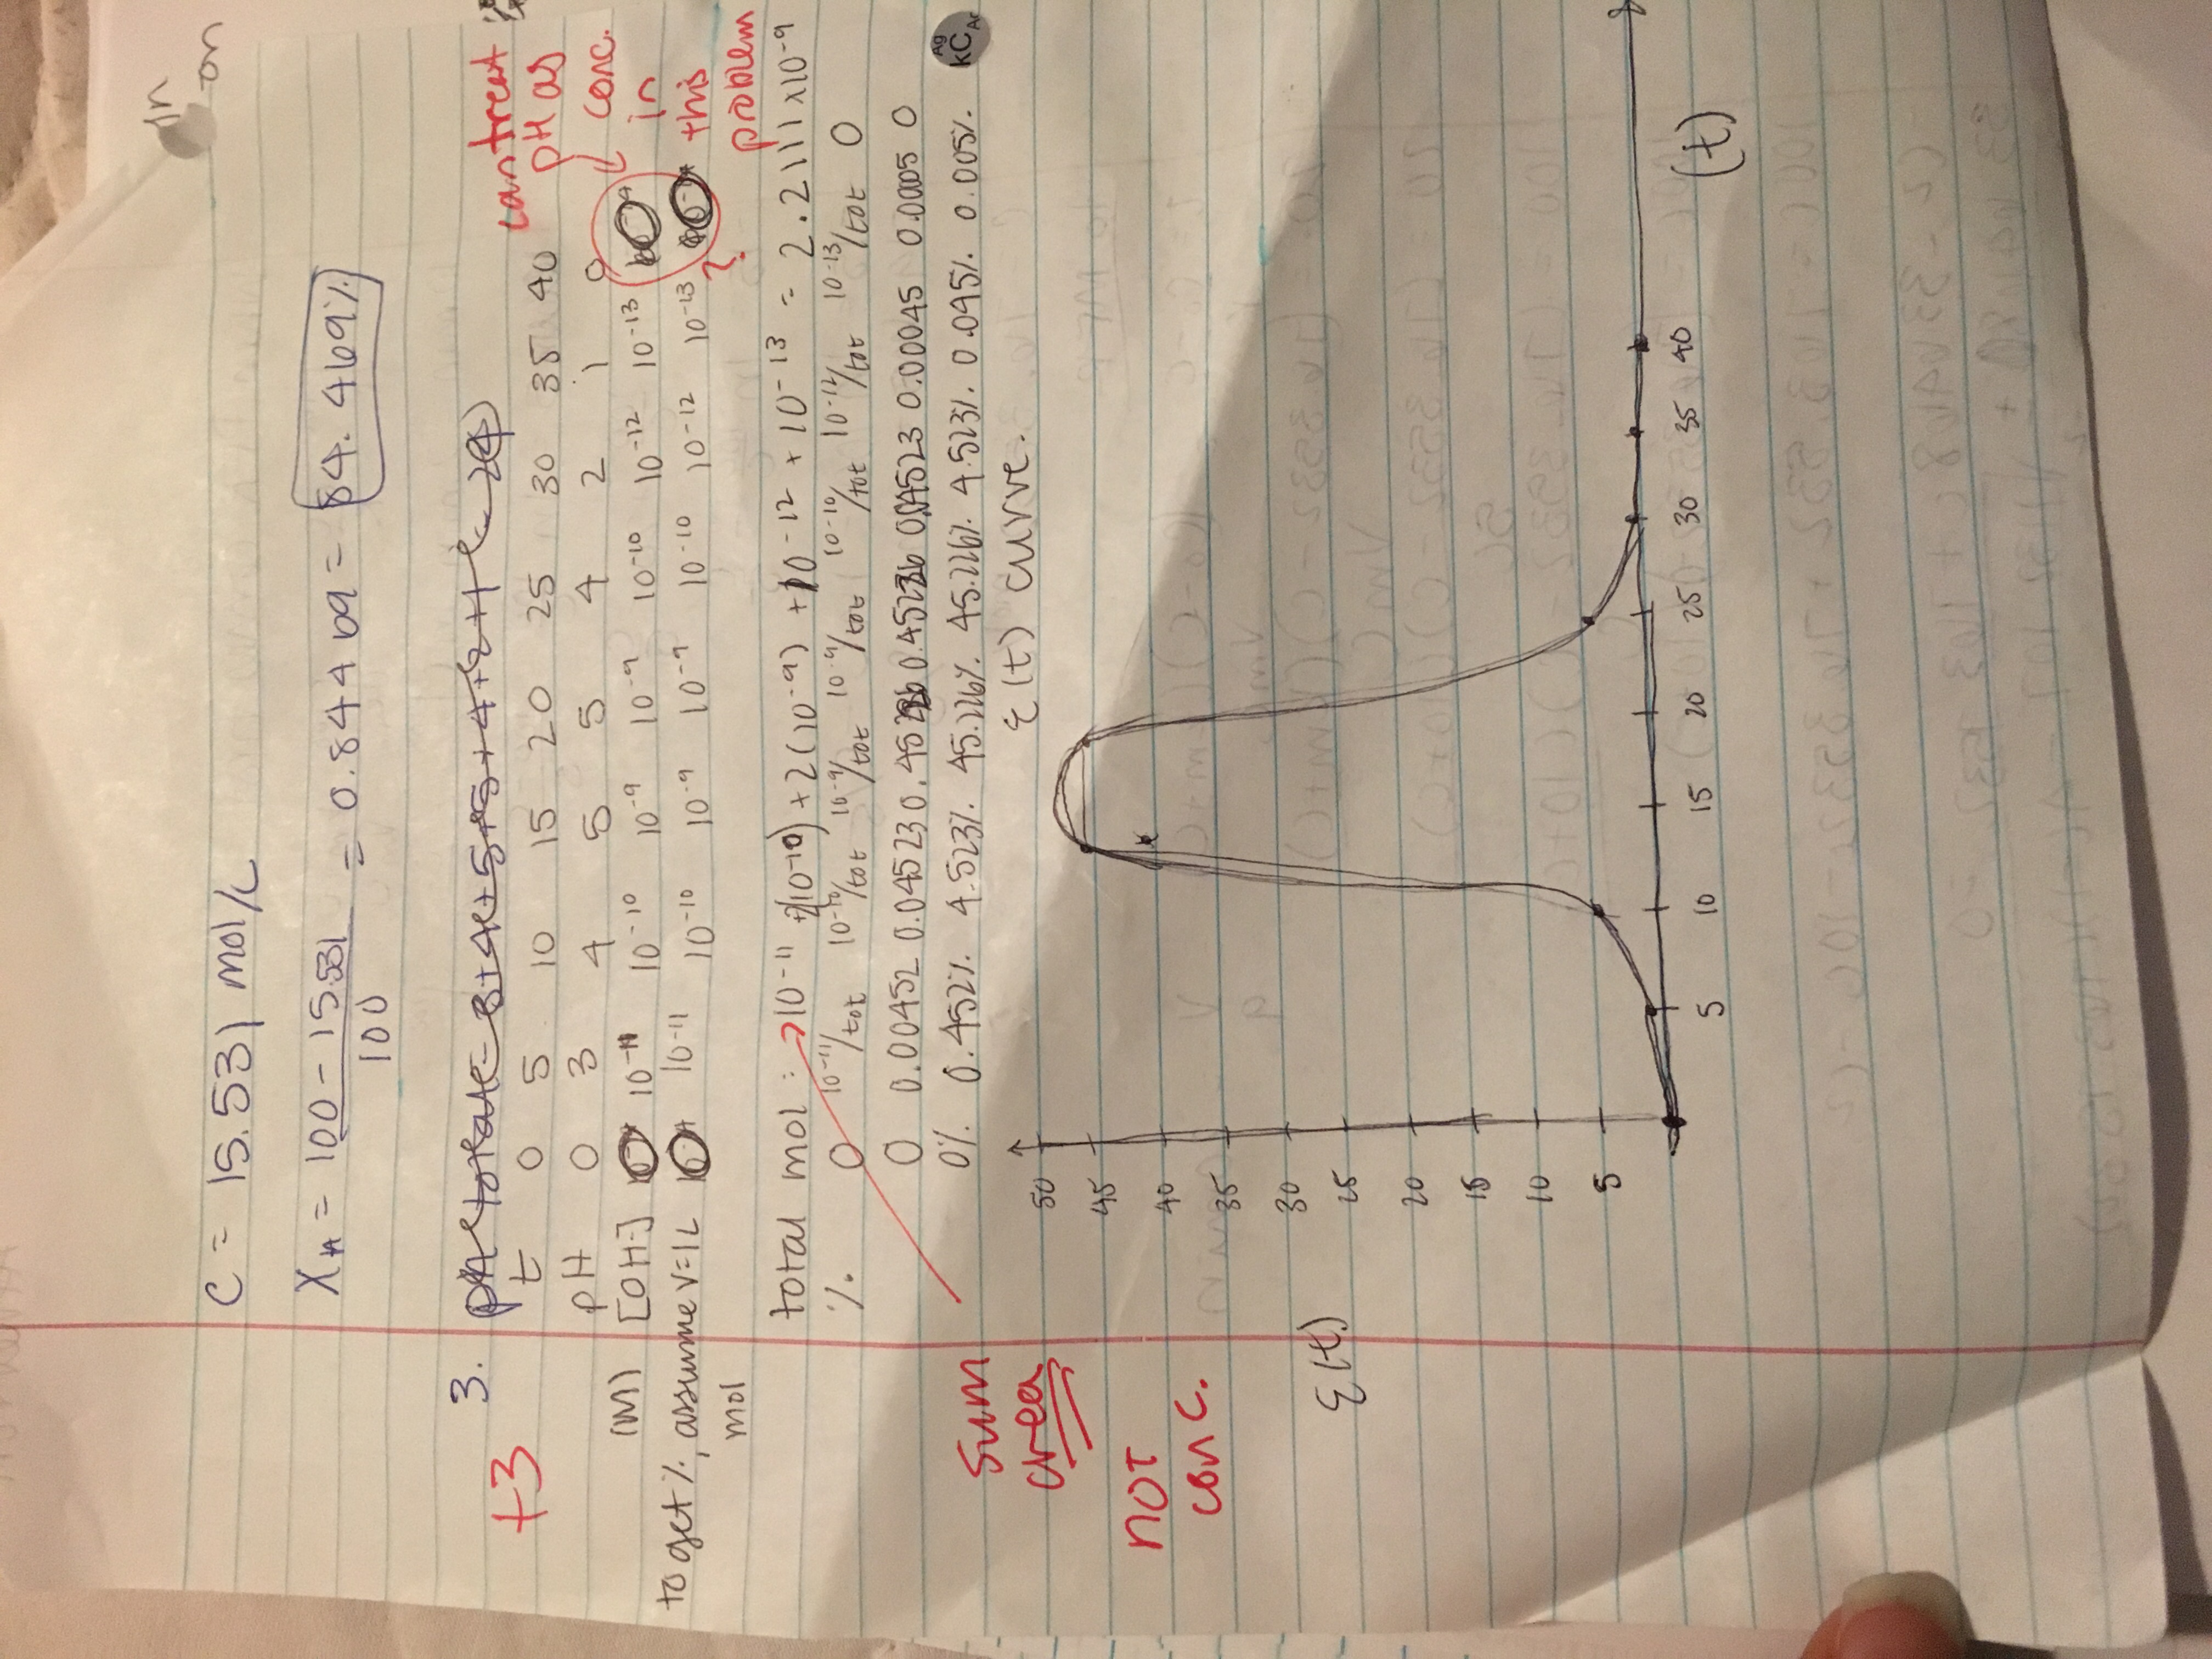 In
on
C = 15.531 mol/L
X_A = (100 - 15.531)/100 = 0.84469 = 84.469%
3. pH total = 3+4+5+5+4+2+1 = 24
+3
t 0 5 10 15 20 25 30 35 40
pH 0 3 4 5 5 4 2 1 0
(M) [OH-] 10^-14 10^-11 10^-10 10^-9 10^-9 10^-10 10^-12 10^-13 10^-14
to get %, assume V=1L 10^-14 10^-11 10^-10 10^-9 10^-9 10^-10 10^-12 10^-13 10^-14
mol
can treat
pH as
conc.
in
this
problem
?
total mol: 10^-11 + 2(10^-10) + 2(10^-9) + 10^-12 + 10^-13 = 2.2111x10^-9
% 0 10^-11/tot 10^-10/tot 10^-9/tot 10^-9/tot 10^-10/tot 10^-12/tot 10^-13/tot 0
0 0.00452 0.04523 0.45226 0.45226 0.04523 0.00045 0.00005 0
0% 0.452% 4.523% 45.226% 45.226% 4.523% 0.045% 0.005%
Ag
kC Ar
sum
area
not
conc.
ε(t) curve.
50
45
40
35
30
ε(t)
25
20
15
10
5
5 10 15 20 25 30 35 40
(t)